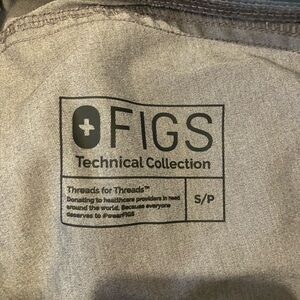 FIGS
Technical Collection
Threads for Threads™
Donating to healthcare providers in need
around the world. Because everyone
deserves to #wearFIGS
S/P